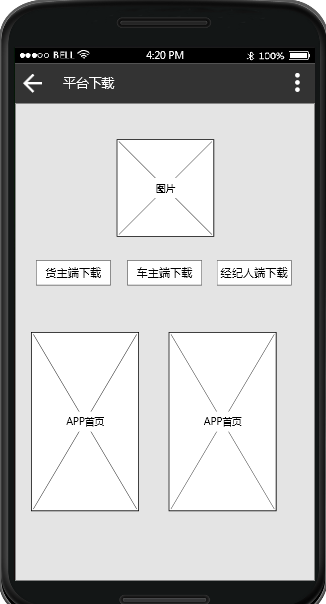 ●●●○○ BELL 4:20 PM 100%
平台下载
图片
货主端下载 车主端下载 经纪人端下载
APP首页 APP首页